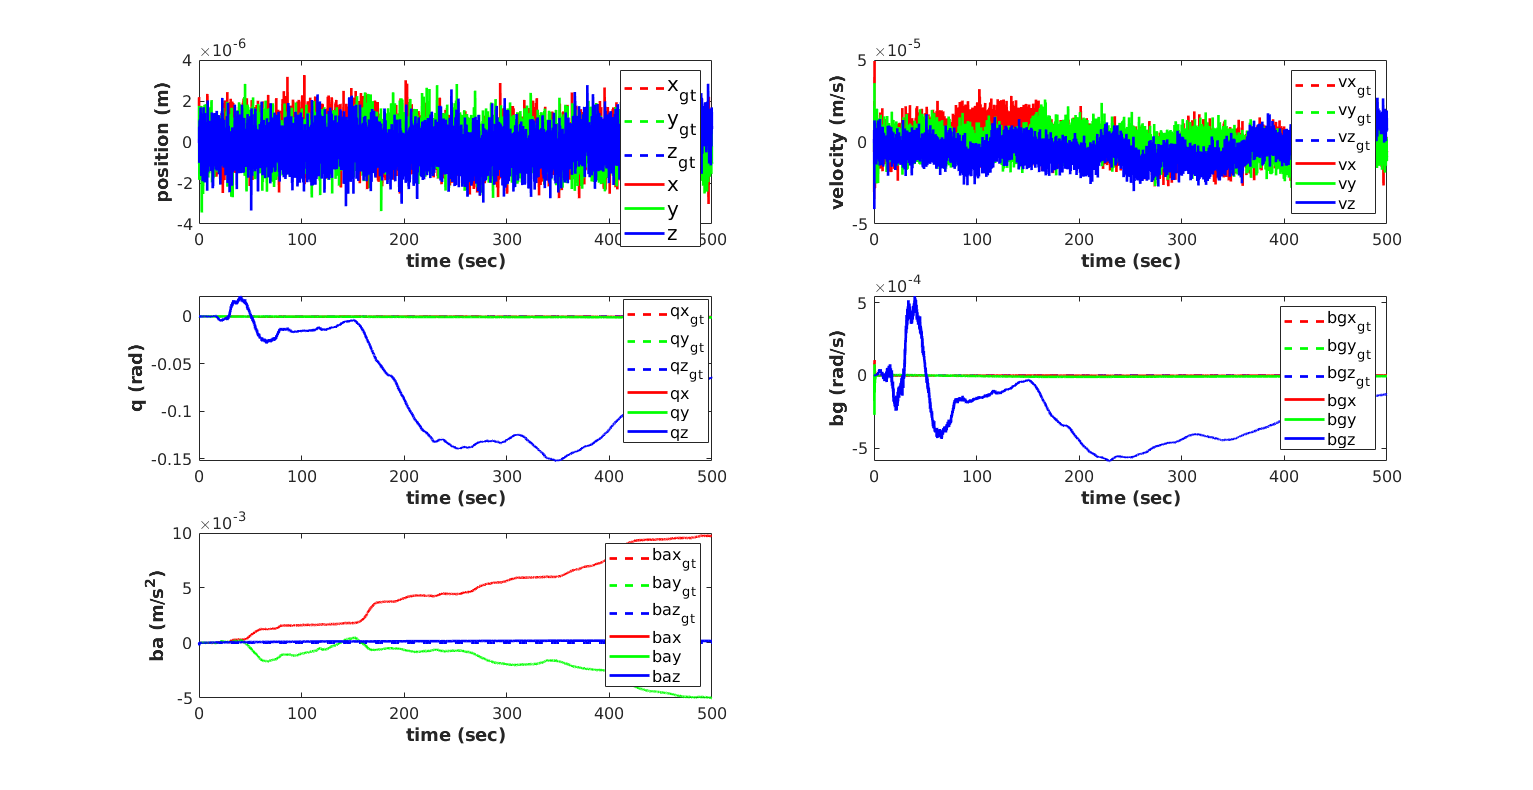 ×10^-6
4
2
0
-2
-4
position (m)
0 100 200 300 400 500
time (sec)
x_gt
y_gt
z_gt
x
y
z
×10^-5
5
0
-5
velocity (m/s)
0 100 200 300 400 500
time (sec)
vx_gt
vy_gt
vz_gt
vx
vy
vz
0
-0.05
-0.1
-0.15
q (rad)
0 100 200 300 400 500
time (sec)
qx_gt
qy_gt
qz_gt
qx
qy
qz
×10^-4
5
0
-5
bg (rad/s)
0 100 200 300 400 500
time (sec)
bgx_gt
bgy_gt
bgz_gt
bgx
bgy
bgz
×10^-3
10
5
0
-5
ba (m/s^2)
0 100 200 300 400 500
time (sec)
bax_gt
bay_gt
baz_gt
bax
bay
baz